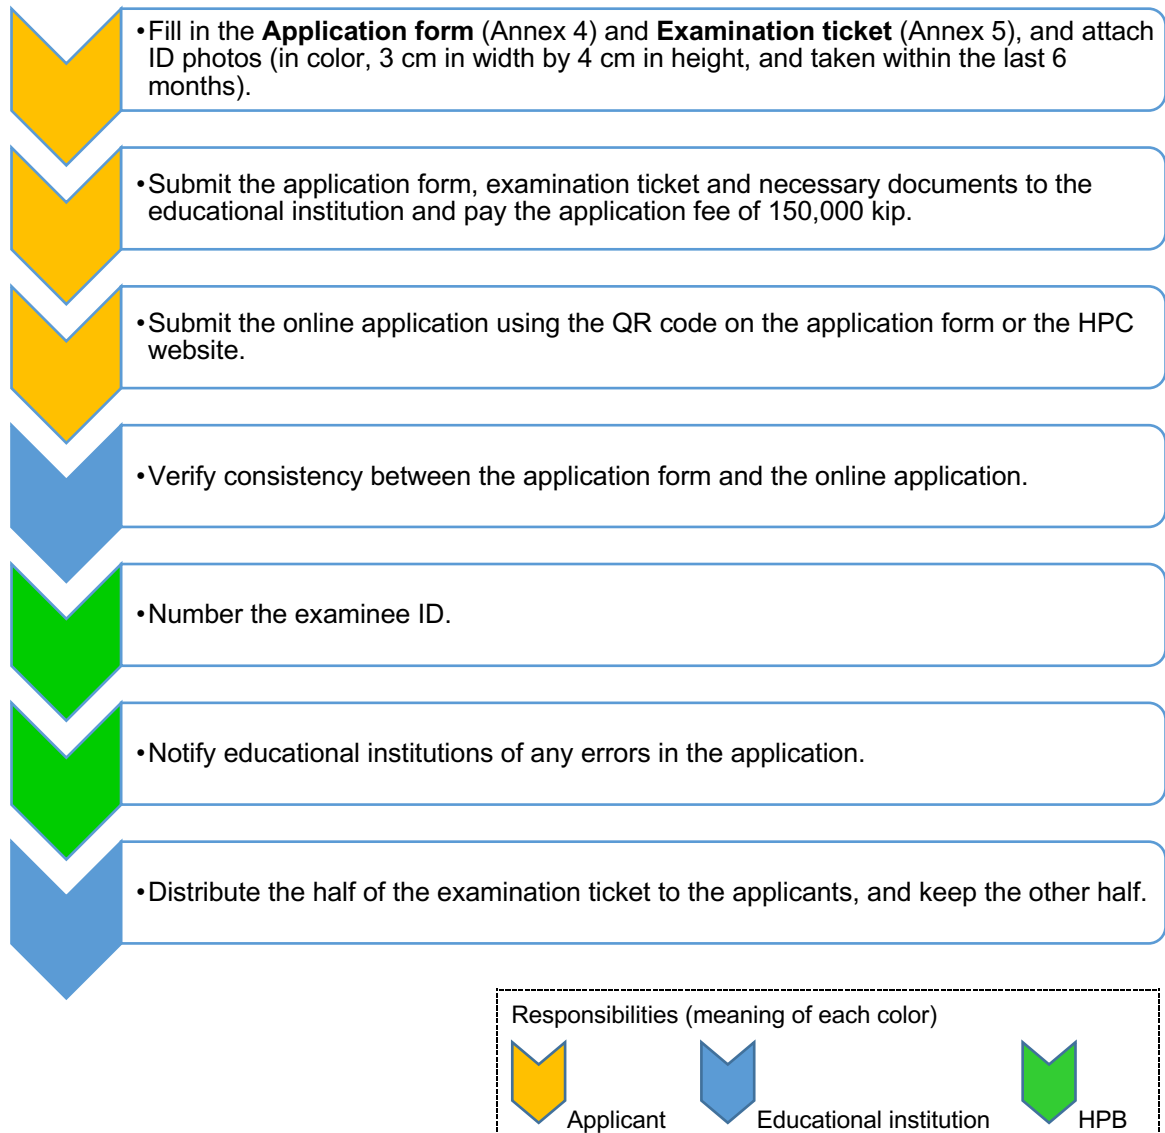 •Fill in the Application form (Annex 4) and Examination ticket (Annex 5), and attach
ID photos (in color, 3 cm in width by 4 cm in height, and taken within the last 6
months).
•Submit the application form, examination ticket and necessary documents to the
educational institution and pay the application fee of 150,000 kip.
•Submit the online application using the QR code on the application form or the HPC
website.
•Verify consistency between the application form and the online application.
•Number the examinee ID.
•Notify educational institutions of any errors in the application.
•Distribute the half of the examination ticket to the applicants, and keep the other half.
Responsibilities (meaning of each color)
Applicant Educational institution HPB